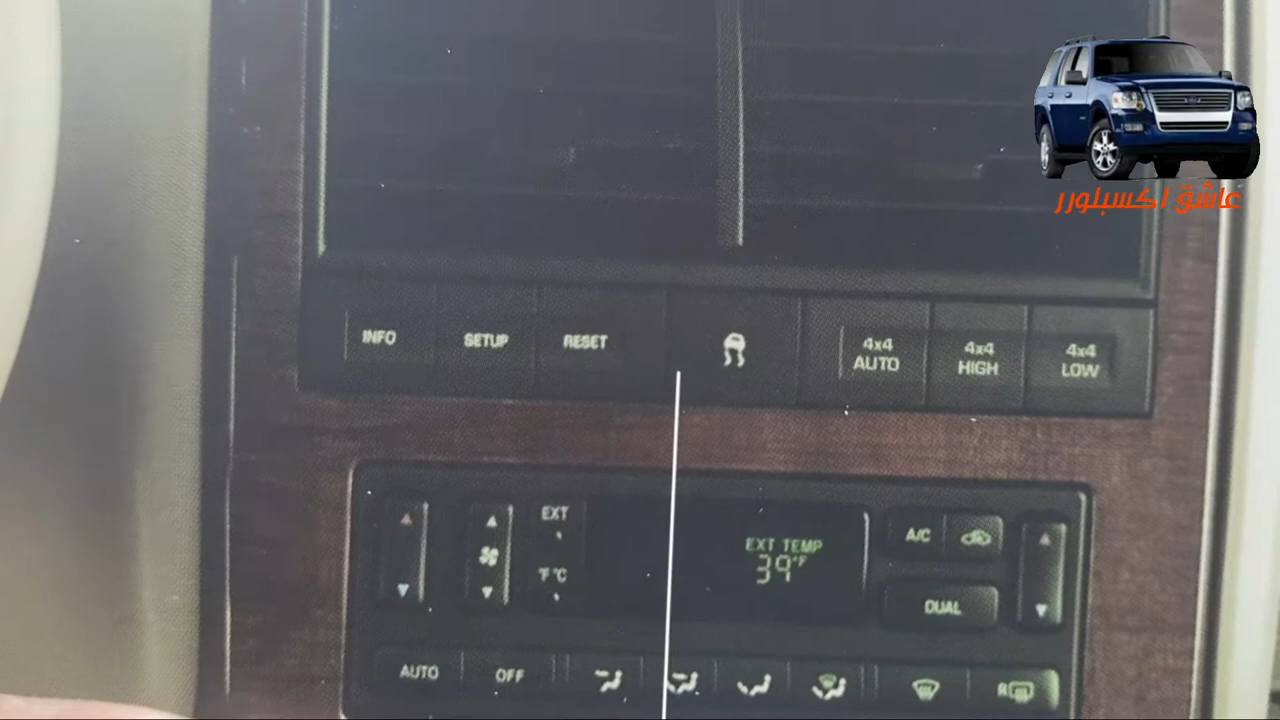 عاشق اكسبلورر
INFO
SETUP
RESET
4x4 AUTO
4x4 HIGH
4x4 LOW
EXT
°F °C
EXT TEMP
39°F
A/C
DUAL
AUTO
OFF
R